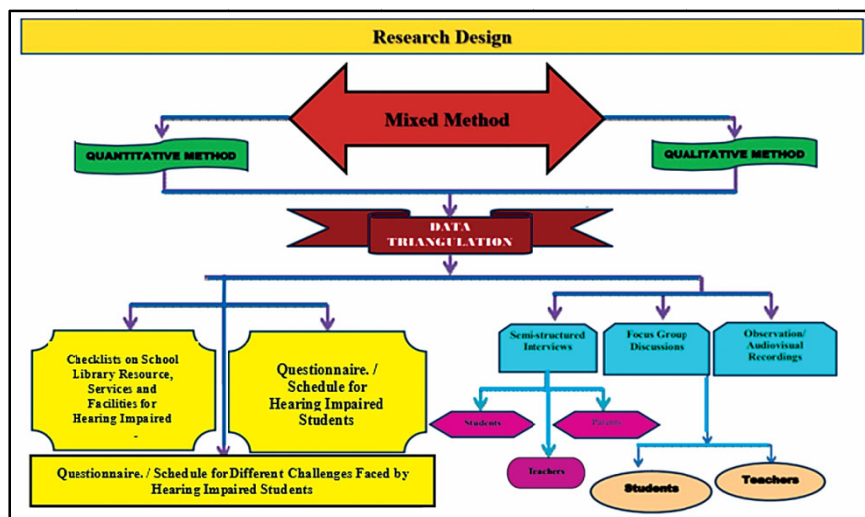 Research Design
Mixed Method
QUANTITATIVE METHOD
QUALITATIVE METHOD
DATA
TRIANGULATION
Checklists on School
Library Resource,
Services and
Facilities for
Hearing Impaired
-
Questionnaire. /
Schedule for
Hearing Impaired
Students
Questionnaire. / Schedule for Different Challenges Faced by
Hearing Impaired Students
Semi-structured
Interviews
Focus Group
Discussions
Observation/
Audiovisual
Recordings
Students
Parents
Teachers
Students
Teachers